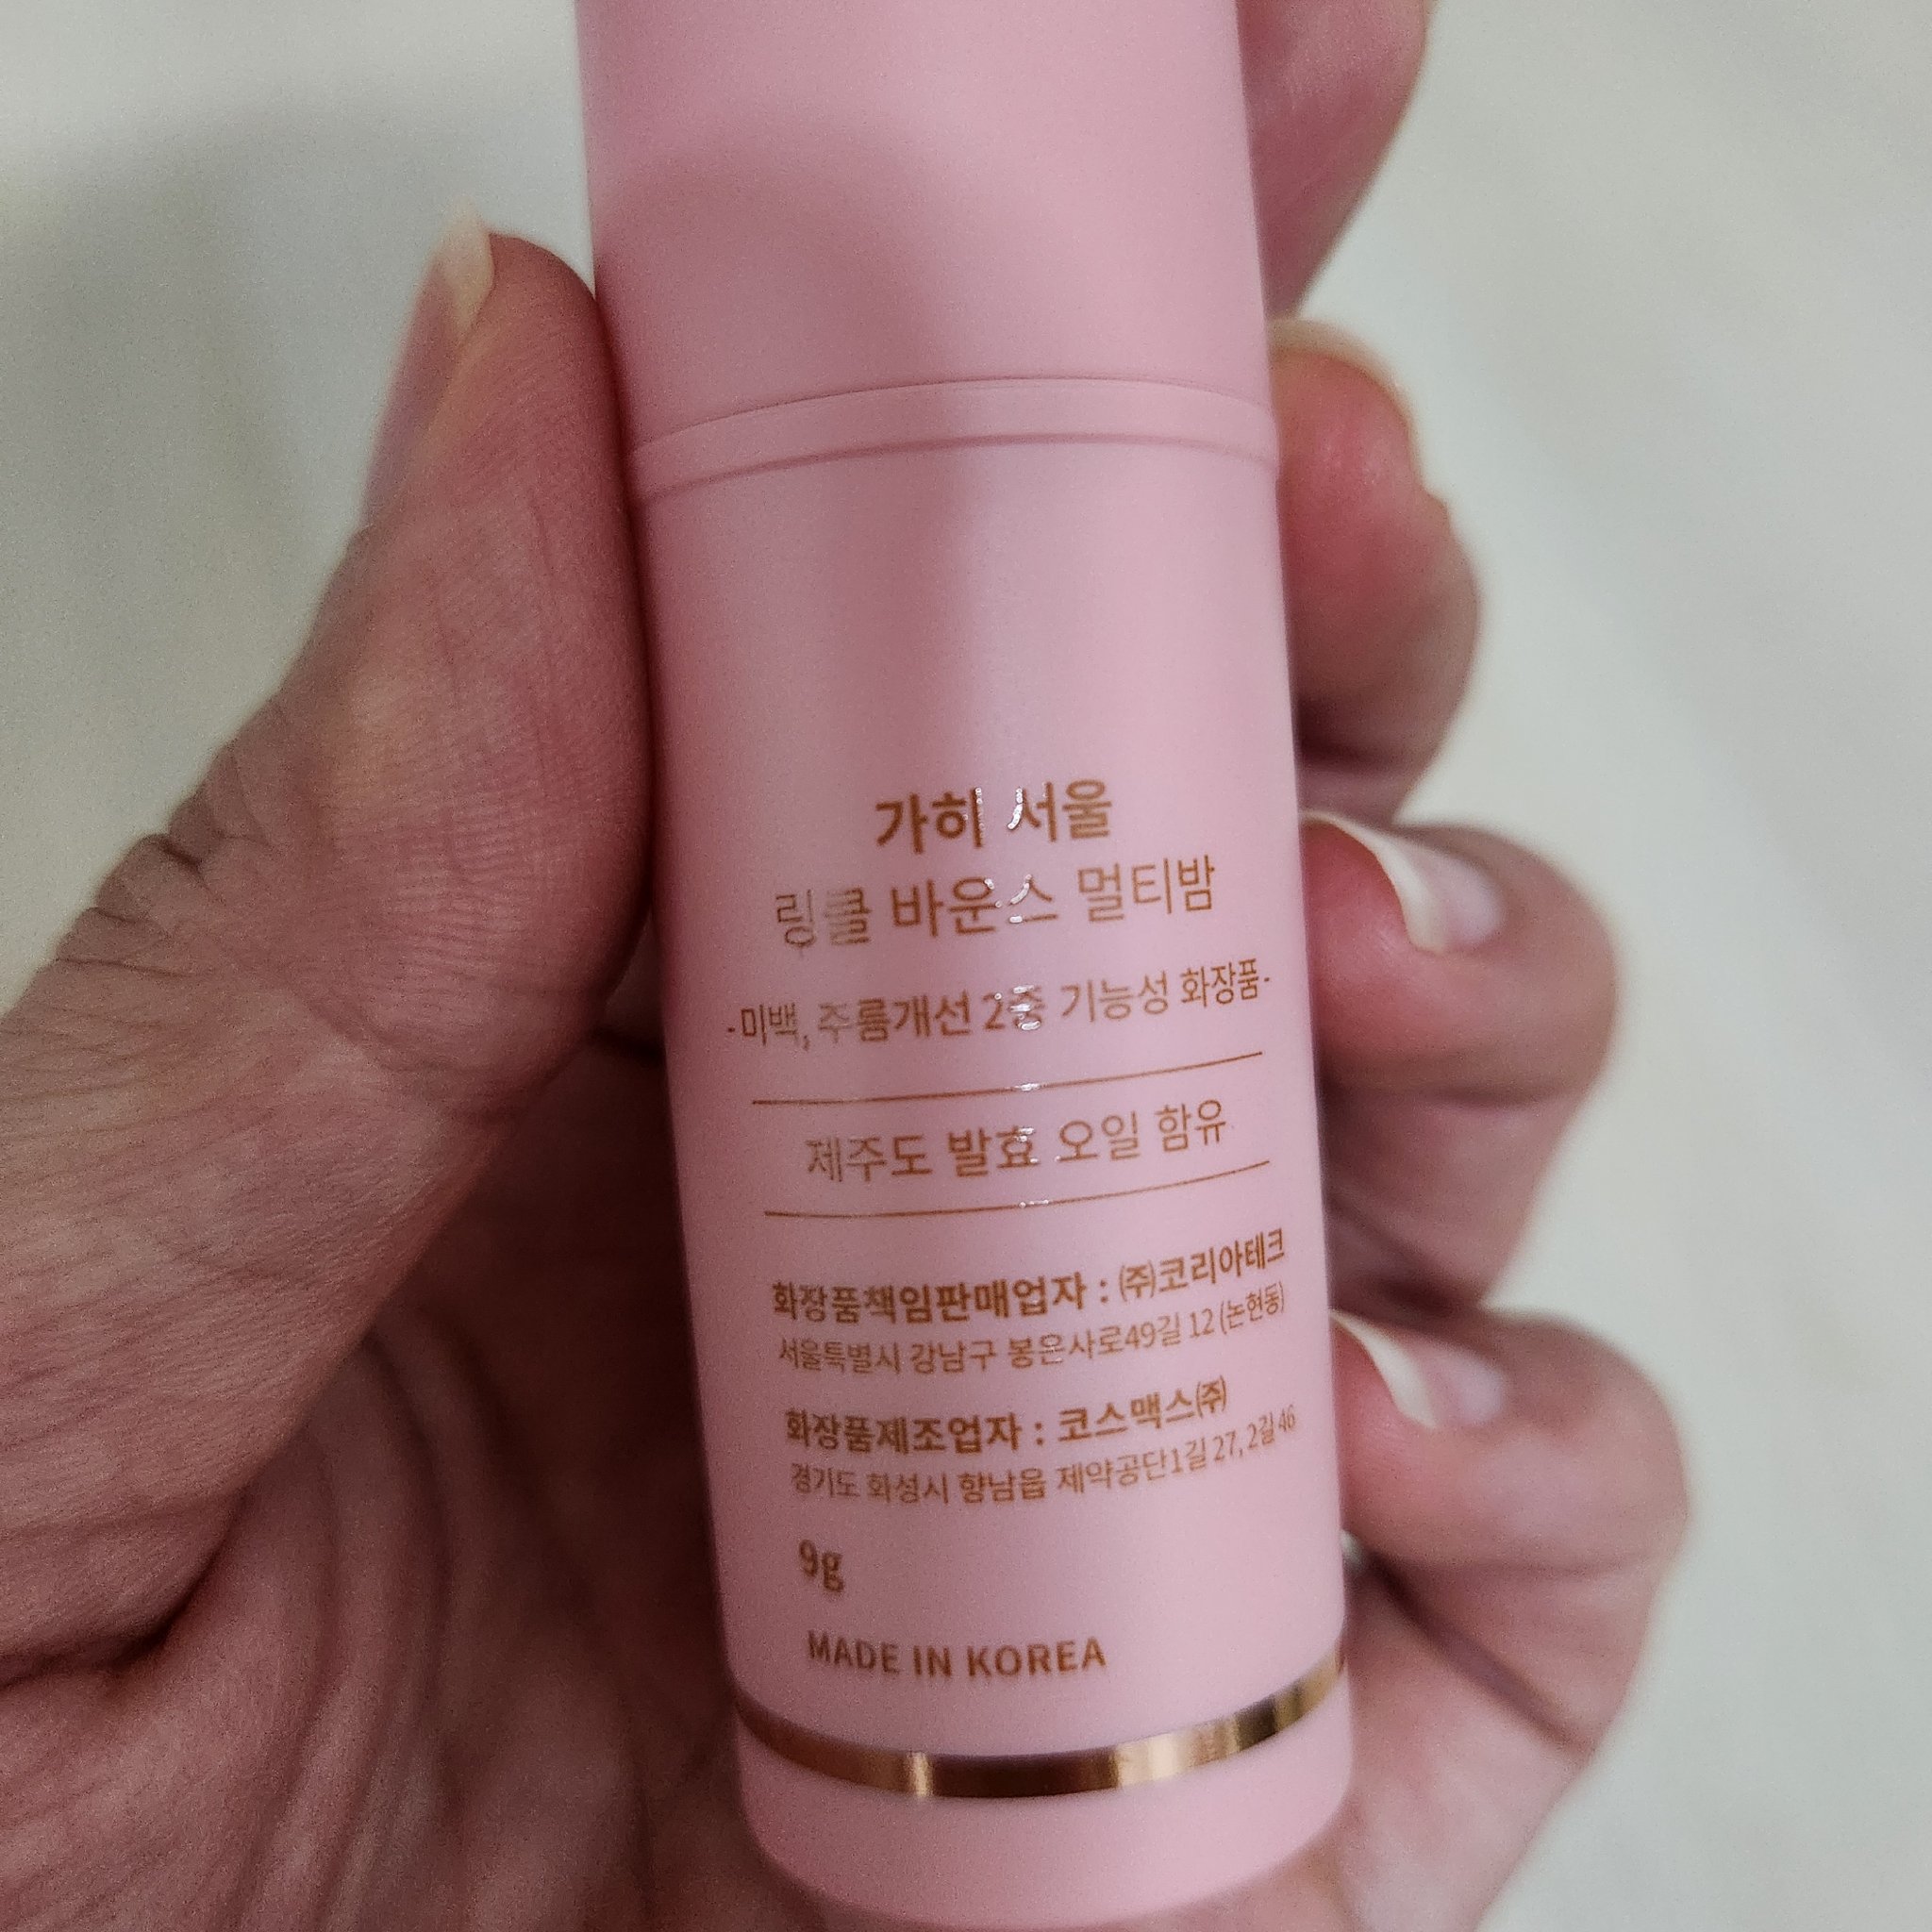 가히 서울
링클 바운스 멀티밤
-미백, 주름개선 2중 기능성 화장품-
제주도 발효 오일 함유
화장품책임판매업자 : ㈜코리아테크
서울특별시 강남구 봉은사로49길 12 (논현동)
화장품제조업자 : 코스맥스㈜
경기도 화성시 향남읍 제약공단1길 27, 2길 46
9g
MADE IN KOREA